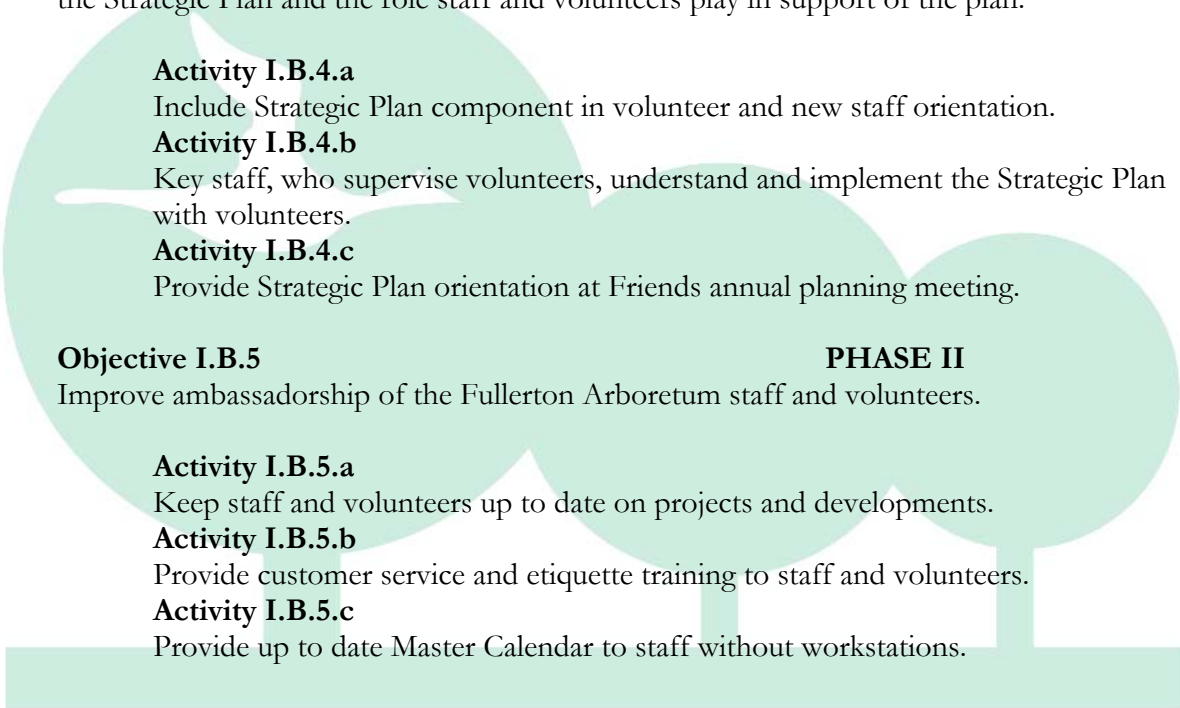 the Strategic Plan and the role staff and volunteers play in support of the plan.
Activity I.B.4.a
Include Strategic Plan component in volunteer and new staff orientation.
Activity I.B.4.b
Key staff, who supervise volunteers, understand and implement the Strategic Plan
with volunteers.
Activity I.B.4.c
Provide Strategic Plan orientation at Friends annual planning meeting.
Objective I.B.5 PHASE II
Improve ambassadorship of the Fullerton Arboretum staff and volunteers.
Activity I.B.5.a
Keep staff and volunteers up to date on projects and developments.
Activity I.B.5.b
Provide customer service and etiquette training to staff and volunteers.
Activity I.B.5.c
Provide up to date Master Calendar to staff without workstations.